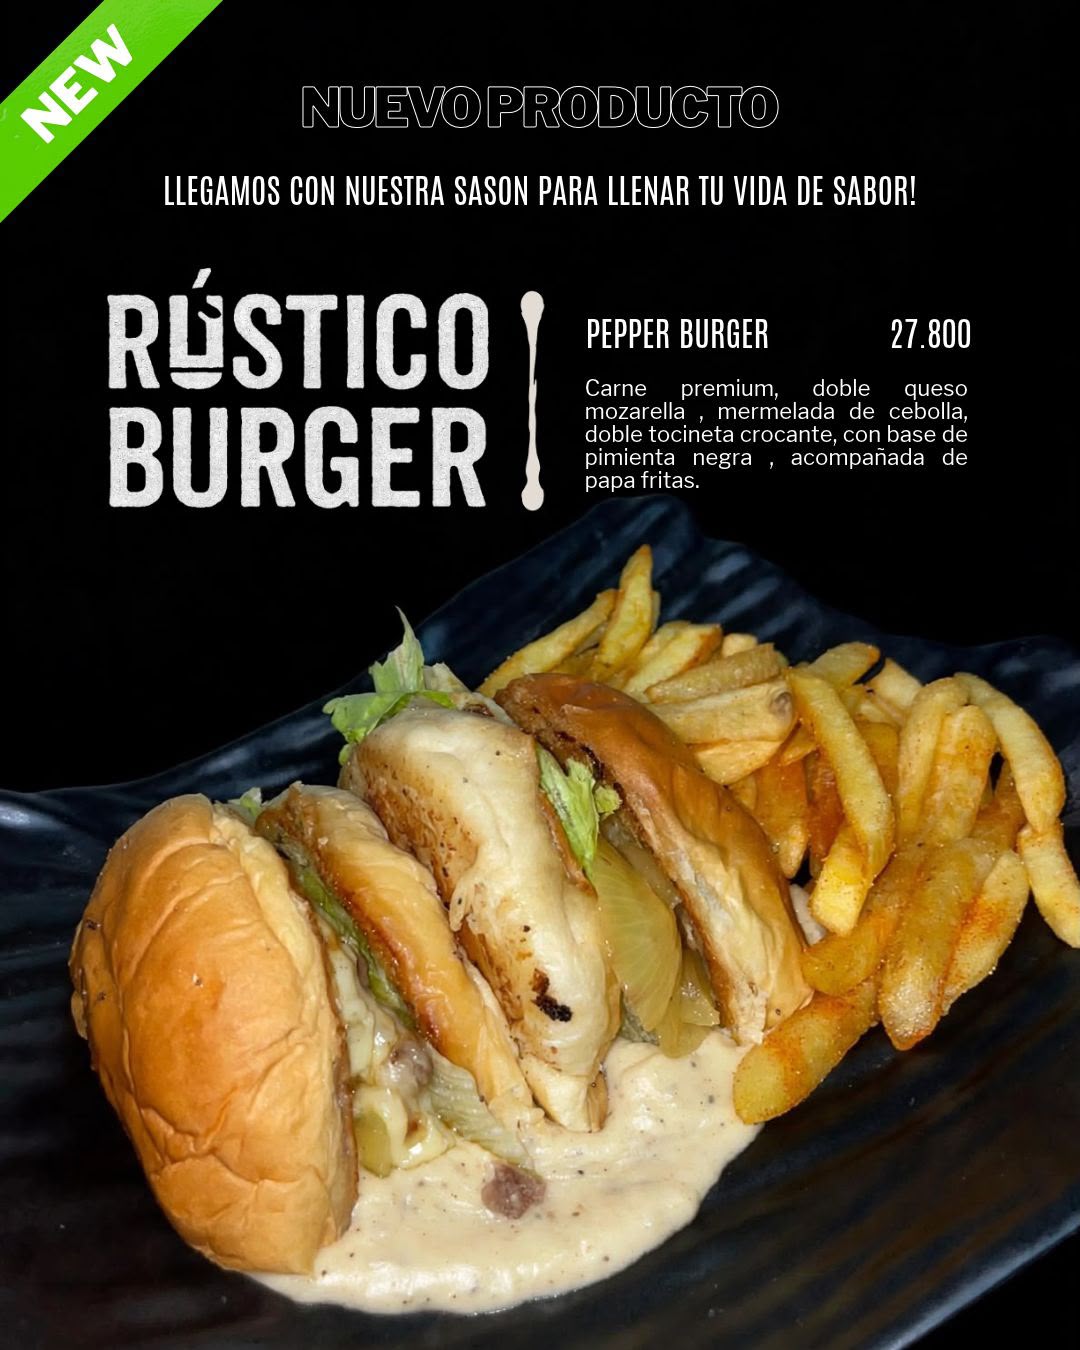 NEW
NUEVO PRODUCTO
LLEGAMOS CON NUESTRA SASON PARA LLENAR TU VIDA DE SABOR!
RÚSTICO
BURGER
PEPPER BURGER 27.800
Carne premium, doble queso
mozarella , mermelada de cebolla,
doble tocineta crocante, con base de
pimienta negra , acompañada de
papa fritas.